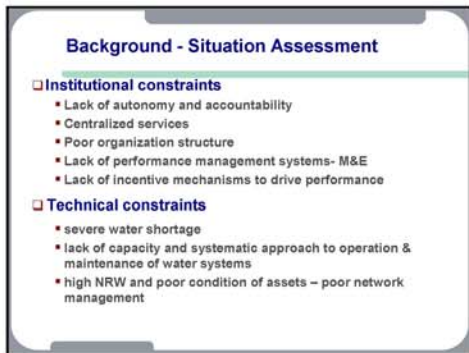 Background - Situation Assessment
Institutional constraints
Lack of autonomy and accountability
Centralized services
Poor organization structure
Lack of performance management systems- M&E
Lack of incentive mechanisms to drive performance
Technical constraints
severe water shortage
lack of capacity and systematic approach to operation &
maintenance of water systems
high NRW and poor condition of assets – poor network
management